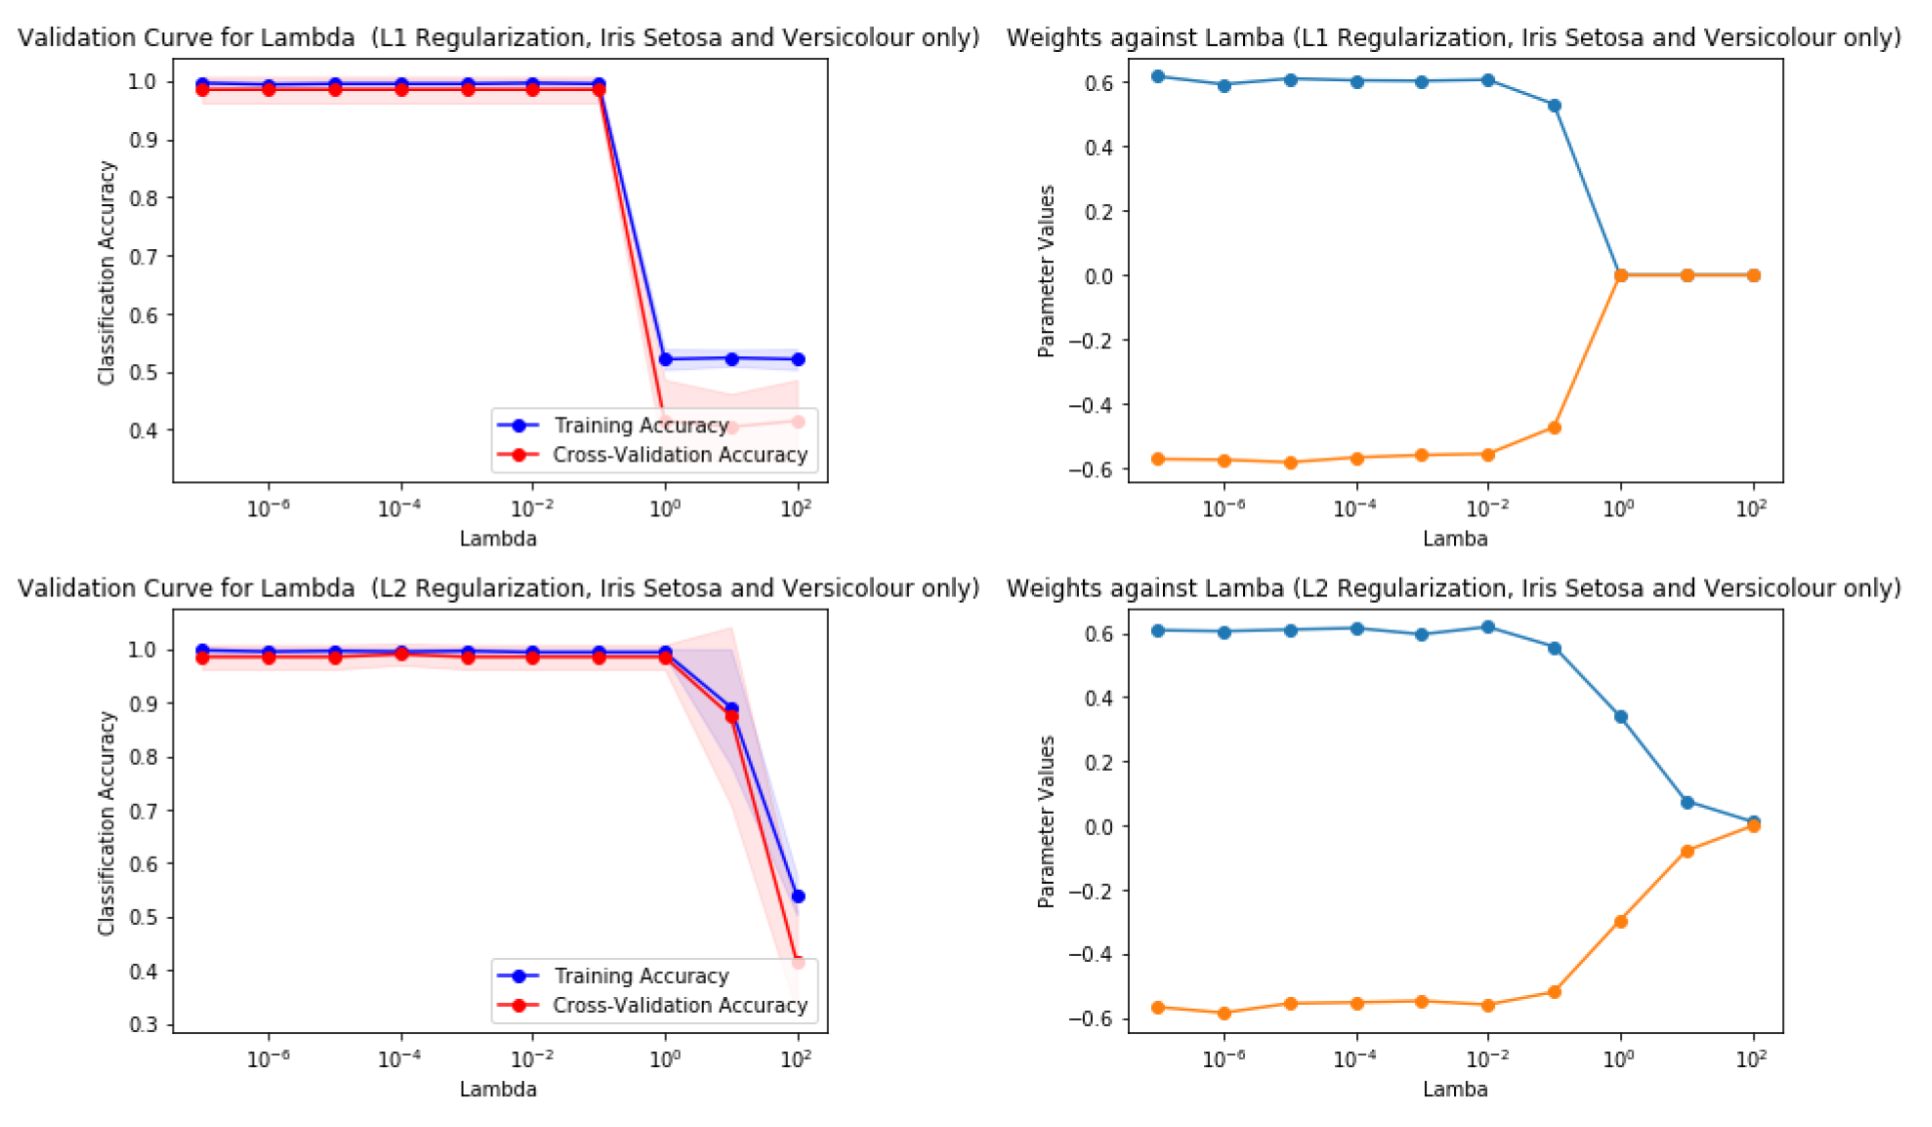 Validation Curve for Lambda  (L1 Regularization, Iris Setosa and Versicolour only)
Classification Accuracy
1.0
0.9
0.8
0.7
0.6
0.5
0.4
Training Accuracy
Cross-Validation Accuracy
10⁻⁶ 10⁻⁴ 10⁻² 10⁰ 10²
Lambda
Weights against Lamba (L1 Regularization, Iris Setosa and Versicolour only)
Parameter Values
0.6
0.4
0.2
0.0
−0.2
−0.4
−0.6
10⁻⁶ 10⁻⁴ 10⁻² 10⁰ 10²
Lamba
Validation Curve for Lambda  (L2 Regularization, Iris Setosa and Versicolour only)
Classification Accuracy
1.0
0.9
0.8
0.7
0.6
0.5
0.4
0.3
Training Accuracy
Cross-Validation Accuracy
10⁻⁶ 10⁻⁴ 10⁻² 10⁰ 10²
Lambda
Weights against Lamba (L2 Regularization, Iris Setosa and Versicolour only)
Parameter Values
0.6
0.4
0.2
0.0
−0.2
−0.4
−0.6
10⁻⁶ 10⁻⁴ 10⁻² 10⁰ 10²
Lamba